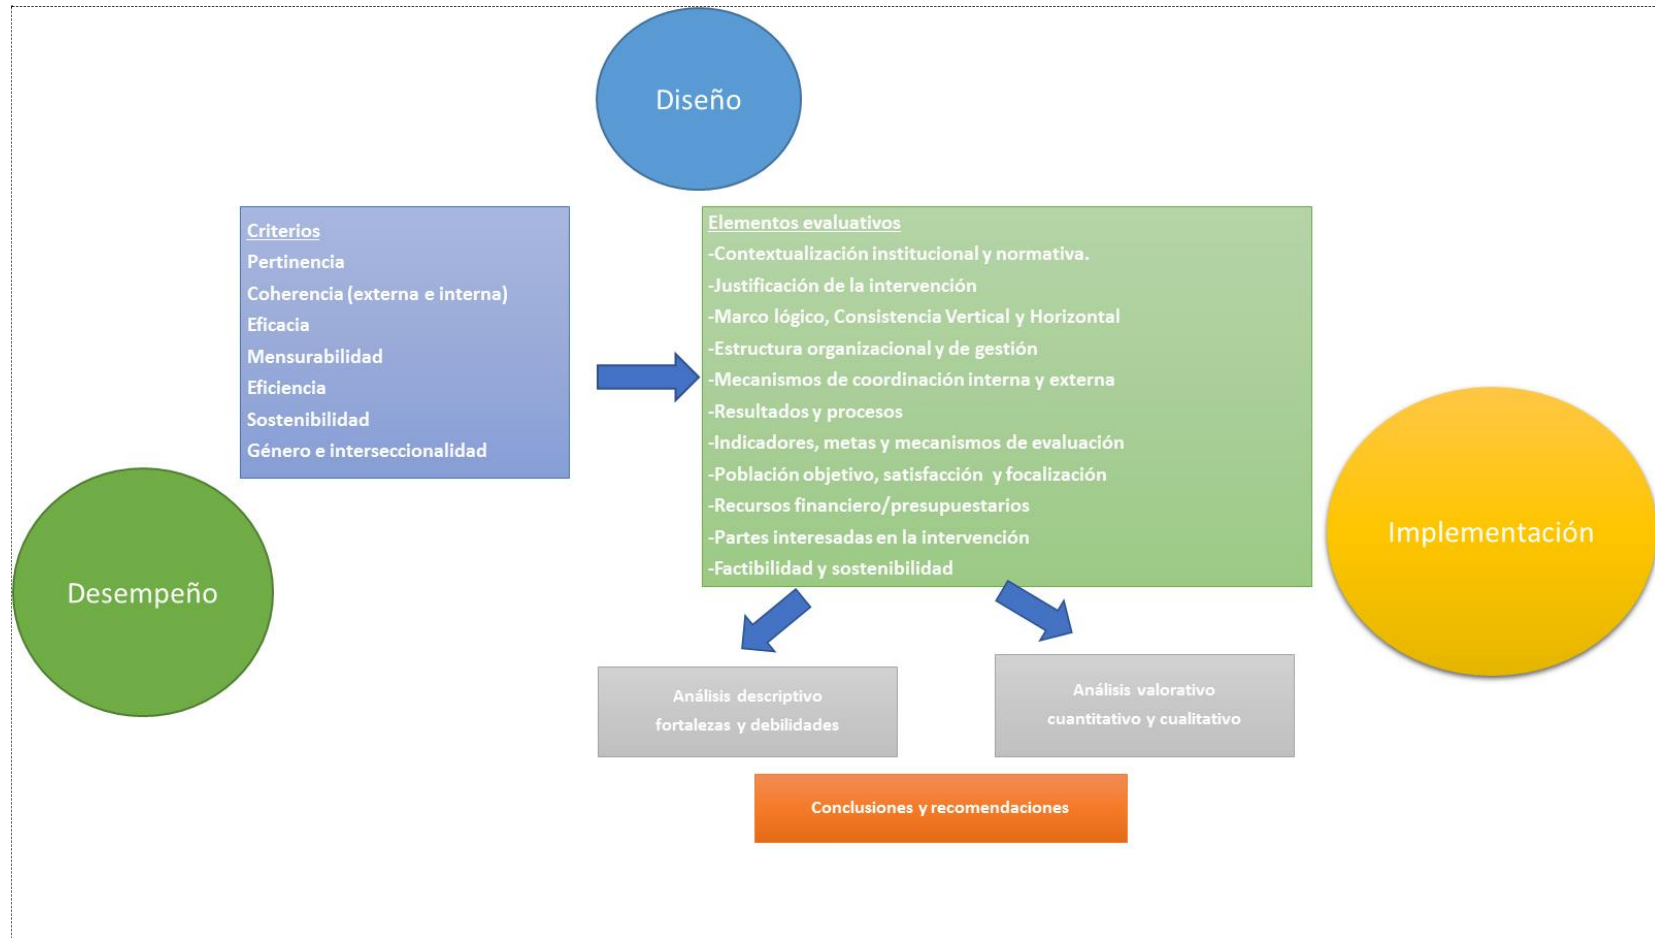 Diseño
Criterios
Pertinencia
Coherencia (externa e interna)
Eficacia
Mensurabilidad
Eficiencia
Sostenibilidad
Género e interseccionalidad
Elementos evaluativos
-Contextualización institucional y normativa.
-Justificación de la intervención
-Marco lógico, Consistencia Vertical y Horizontal
-Estructura organizacional y de gestión
-Mecanismos de coordinación interna y externa
-Resultados y procesos
-Indicadores, metas y mecanismos de evaluación
-Población objetivo, satisfacción y focalización
-Recursos financiero/presupuestarios
-Partes interesadas en la intervención
-Factibilidad y sostenibilidad
Desempeño
Implementación
Análisis descriptivo
fortalezas y debilidades
Análisis valorativo
cuantitativo y cualitativo
Conclusiones y recomendaciones